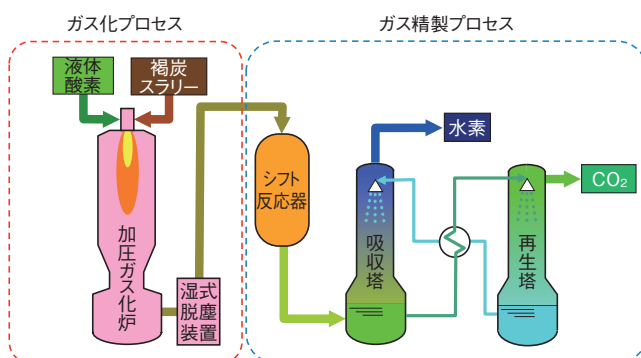 ガス化プロセス
ガス精製プロセス
液体
酸素
褐炭
スラリー
加圧ガス化炉
湿式
脱塵
装置
シフト
反応器
水素
吸収塔
再生塔
CO₂